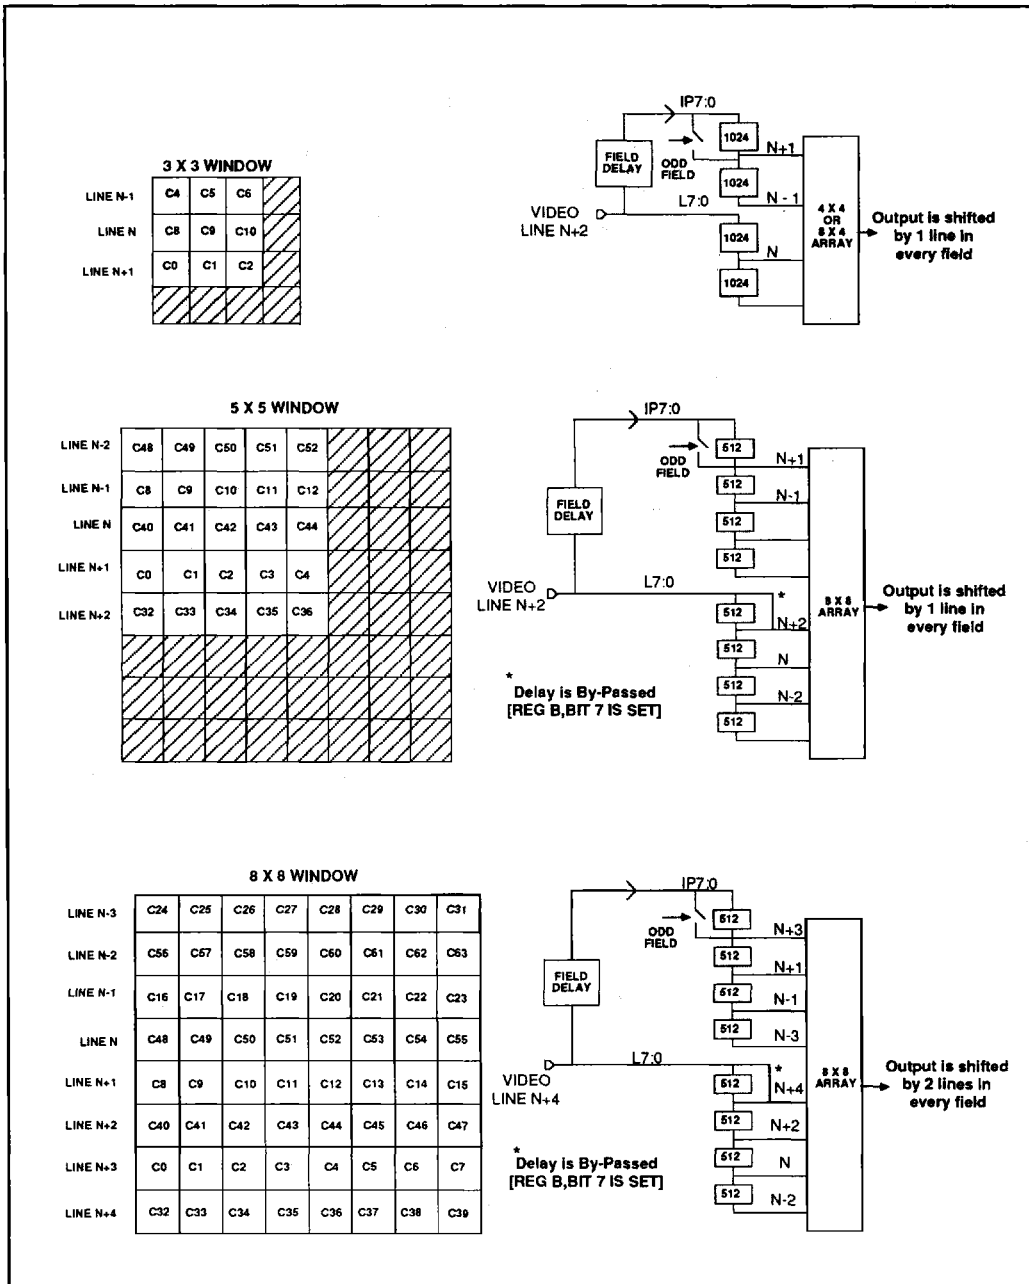 3 X 3 WINDOW
LINE N-1 C4 C5 C6
LINE N C8 C9 C10
LINE N+1 C0 C1 C2
IP7:0
1024
FIELD DELAY
ODD FIELD
N+1
1024
L7:0
N - 1
VIDEO LINE N+2
1024
N
1024
4 X 4 OR 8 X 4 ARRAY
Output is shifted
by 1 line in
every field
5 X 5 WINDOW
LINE N-2 C48 C49 C50 C51 C52
LINE N-1 C8 C9 C10 C11 C12
LINE N C40 C41 C42 C43 C44
LINE N+1 C0 C1 C2 C3 C4
LINE N+2 C32 C33 C34 C35 C36
IP7:0
ODD FIELD
512
N+1
512
N-1
FIELD DELAY
512
512
VIDEO LINE N+2
L7:0
*
512
N+2
512
N
512
N-2
512
8 X 8 ARRAY
Output is shifted
by 1 line in
every field
*
Delay is By-Passed
[REG B,BIT 7 IS SET]
8 X 8 WINDOW
LINE N-3 C24 C25 C26 C27 C28 C29 C30 C31
LINE N-2 C56 C57 C58 C59 C60 C61 C62 C63
LINE N-1 C16 C17 C18 C19 C20 C21 C22 C23
LINE N C48 C49 C50 C51 C52 C53 C54 C55
LINE N+1 C8 C9 C10 C11 C12 C13 C14 C15
LINE N+2 C40 C41 C42 C43 C44 C45 C46 C47
LINE N+3 C0 C1 C2 C3 C4 C5 C6 C7
LINE N+4 C32 C33 C34 C35 C36 C37 C38 C39
IP7:0
ODD FIELD
512
N+3
512
N+1
FIELD DELAY
512
N-1
512
N-3
VIDEO LINE N+4
L7:0
*
512
N+4
512
N+2
512
N
512
N-2
8 X 8 ARRAY
Output is shifted
by 2 lines in
every field
*
Delay is By-Passed
[REG B,BIT 7 IS SET]